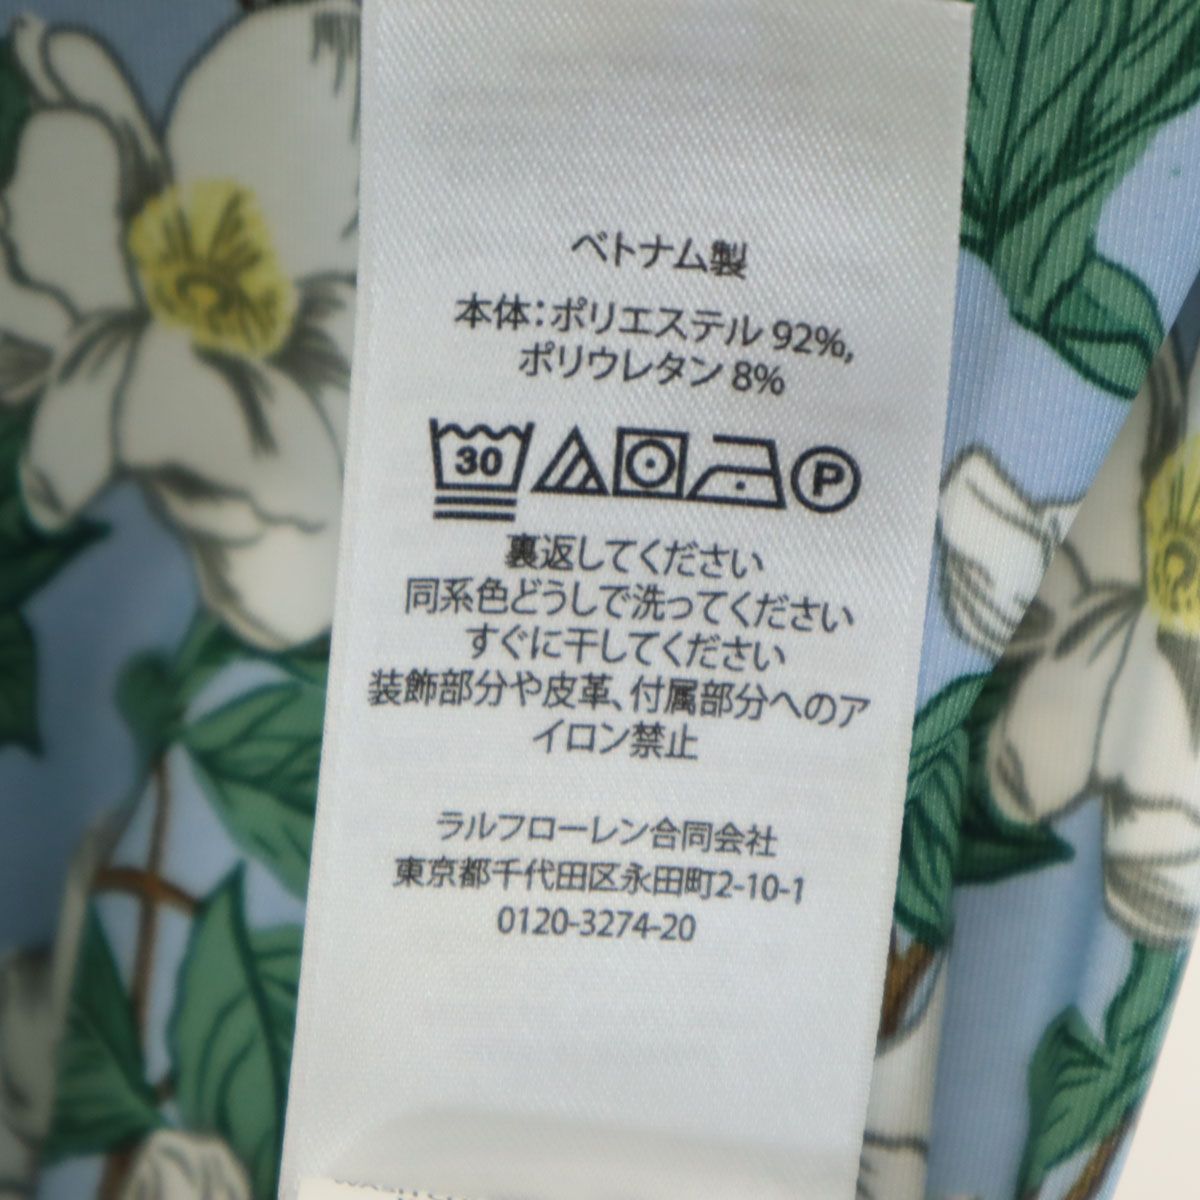 ベトナム製
本体：ポリエステル 92%,
ポリウレタン 8%
30 P
裏返してください
同系色どうしで洗ってください
すぐに干してください
装飾部分や皮革、付属部分へのア
イロン禁止
ラルフローレン合同会社
東京都千代田区永田町2-10-1
0120-3274-20